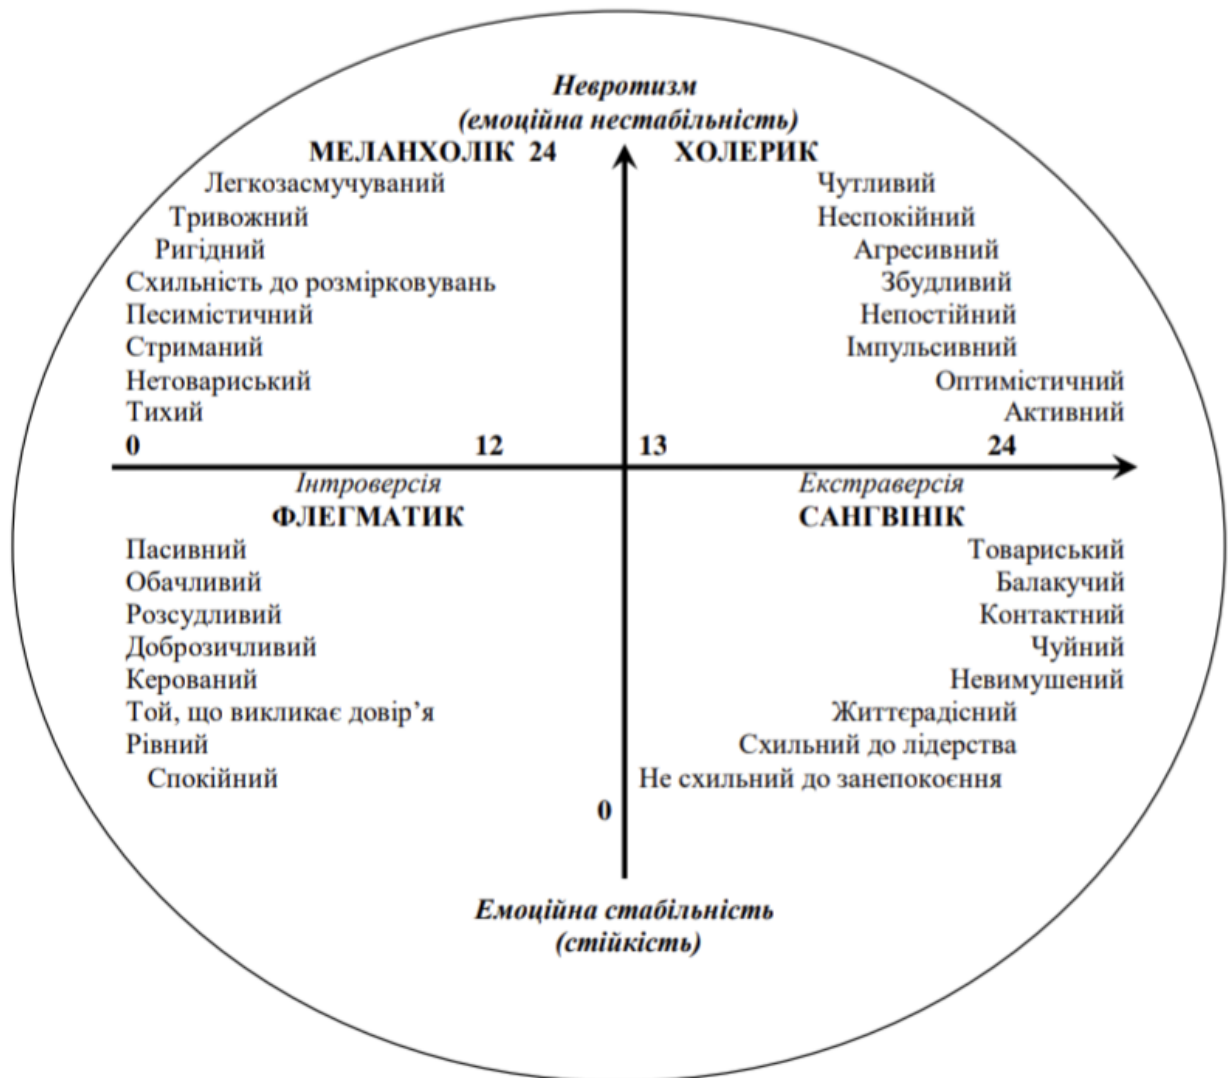 Невротизм
(емоційна нестабільність)
МЕЛАНХОЛІК 24
Легкозасмучуваний
Тривожний
Ригідний
Схильність до розмірковувань
Песимістичний
Стриманий
Нетовариський
Тихий
ХОЛЕРИК
Чутливий
Неспокійний
Агресивний
Збудливий
Непостійний
Імпульсивний
Оптимістичний
Активний
0 12 13 24
Інтроверсія
ФЛЕГМАТИК
Пасивний
Обачливий
Розсудливий
Доброзичливий
Керований
Той, що викликає довір’я
Рівний
Спокійний
Екстраверсія
САНГВІНІК
Товариський
Балакучий
Контактний
Чуйний
Невимушений
Життєрадісний
Схильний до лідерства
Не схильний до занепокоєння
0
Емоційна стабільність
(стійкість)